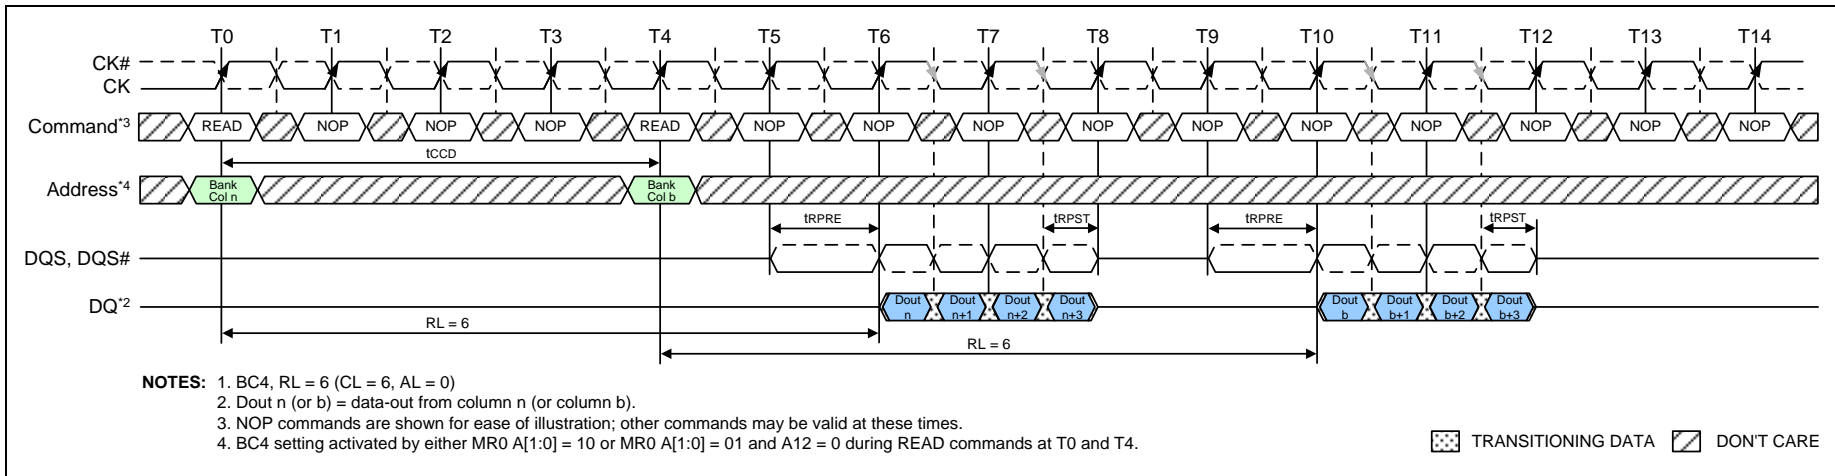 T0 T1 T2 T3 T4 T5 T6 T7 T8 T9 T10 T11 T12 T13 T14
CK#
CK
Command*3 READ NOP NOP NOP READ NOP NOP NOP NOP NOP NOP NOP NOP NOP NOP
tCCD
Address*4 Bank Col n Bank Col b
tRPRE tRPST tRPRE tRPST
DQS, DQS#
DQ*2 Dout n Dout n+1 Dout n+2 Dout n+3 Dout b Dout b+1 Dout b+2 Dout b+3
RL = 6
RL = 6
NOTES: 1. BC4, RL = 6 (CL = 6, AL = 0)
2. Dout n (or b) = data-out from column n (or column b).
3. NOP commands are shown for ease of illustration; other commands may be valid at these times.
4. BC4 setting activated by either MR0 A[1:0] = 10 or MR0 A[1:0] = 01 and A12 = 0 during READ commands at T0 and T4.
TRANSITIONING DATA DON'T CARE